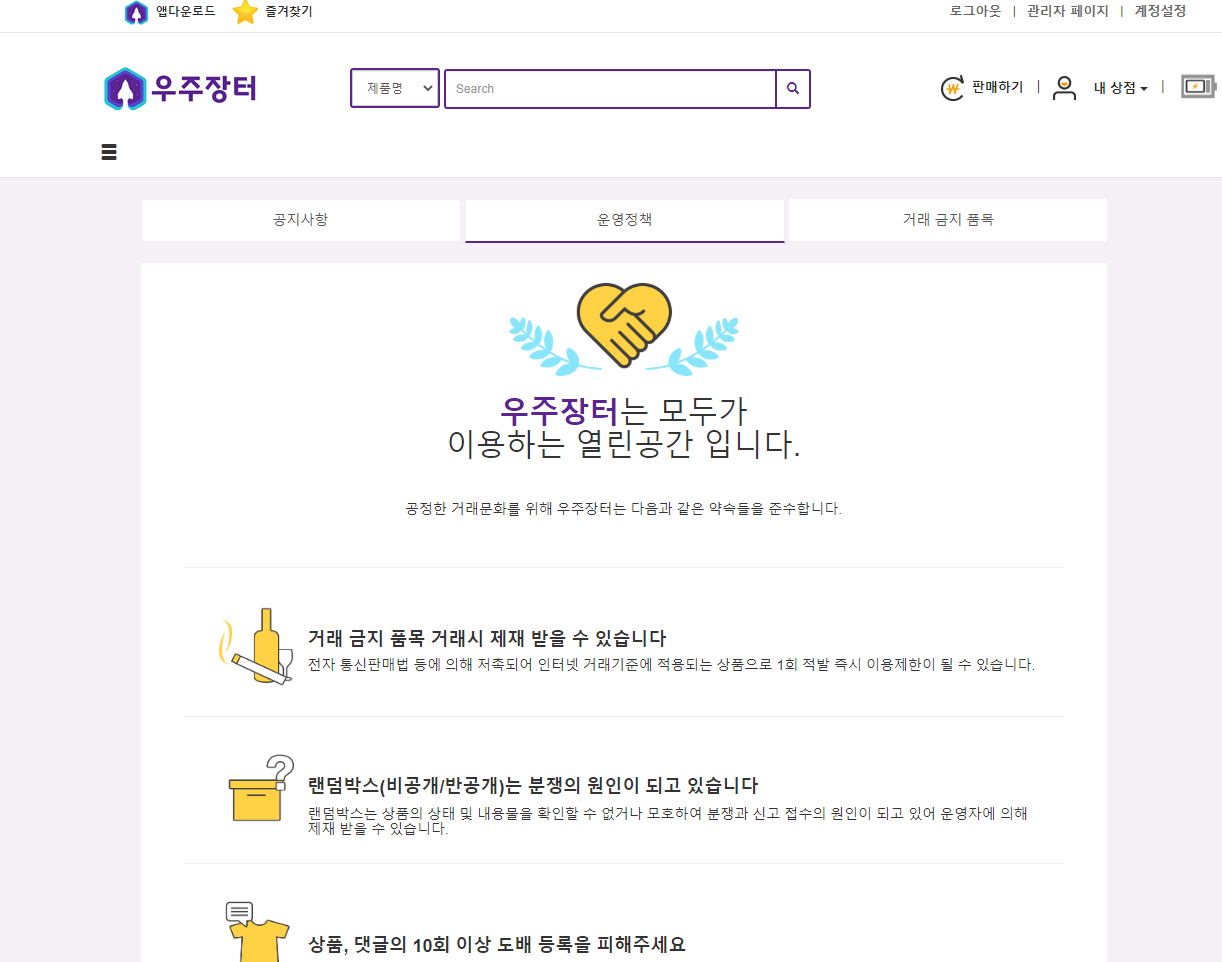 앱다운로드 즐겨찾기 로그아웃 | 관리자 페이지 | 계정설정
우주장터 제품명 Search 판매하기 | 내 상점 |
공지사항 운영정책 거래 금지 품목
우주장터는 모두가
이용하는 열린공간 입니다.
공정한 거래문화를 위해 우주장터는 다음과 같은 약속들을 준수합니다.
거래 금지 품목 거래시 제재 받을 수 있습니다
전자 통신판매법 등에 의해 저촉되어 인터넷 거래기준에 적용되는 상품으로 1회 적발 즉시 이용제한이 될 수 있습니다.
랜덤박스(비공개/반공개)는 분쟁의 원인이 되고 있습니다
랜덤박스는 상품의 상태 및 내용물을 확인할 수 없거나 모호하여 분쟁과 신고 접수의 원인이 되고 있어 운영자에 의해
제재 받을 수 있습니다.
상품, 댓글의 10회 이상 도배 등록을 피해주세요